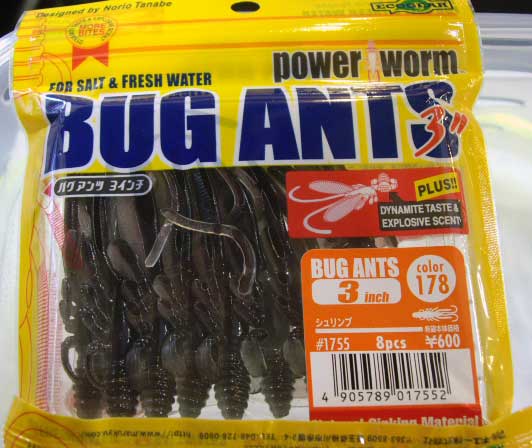 Designed by Norio Tanabe
ECOGEAR
MORE BITES
power worm
FOR SALT & FRESH WATER
BUG ANTS 3"
バグアンツ 3インチ
PLUS!!
DYNAMITE TASTE &
EXPLOSIVE SCENT
BUG ANTS
3 inch
color
178
シュリンプ
#1755 8pcs ¥600
4 905789 017552